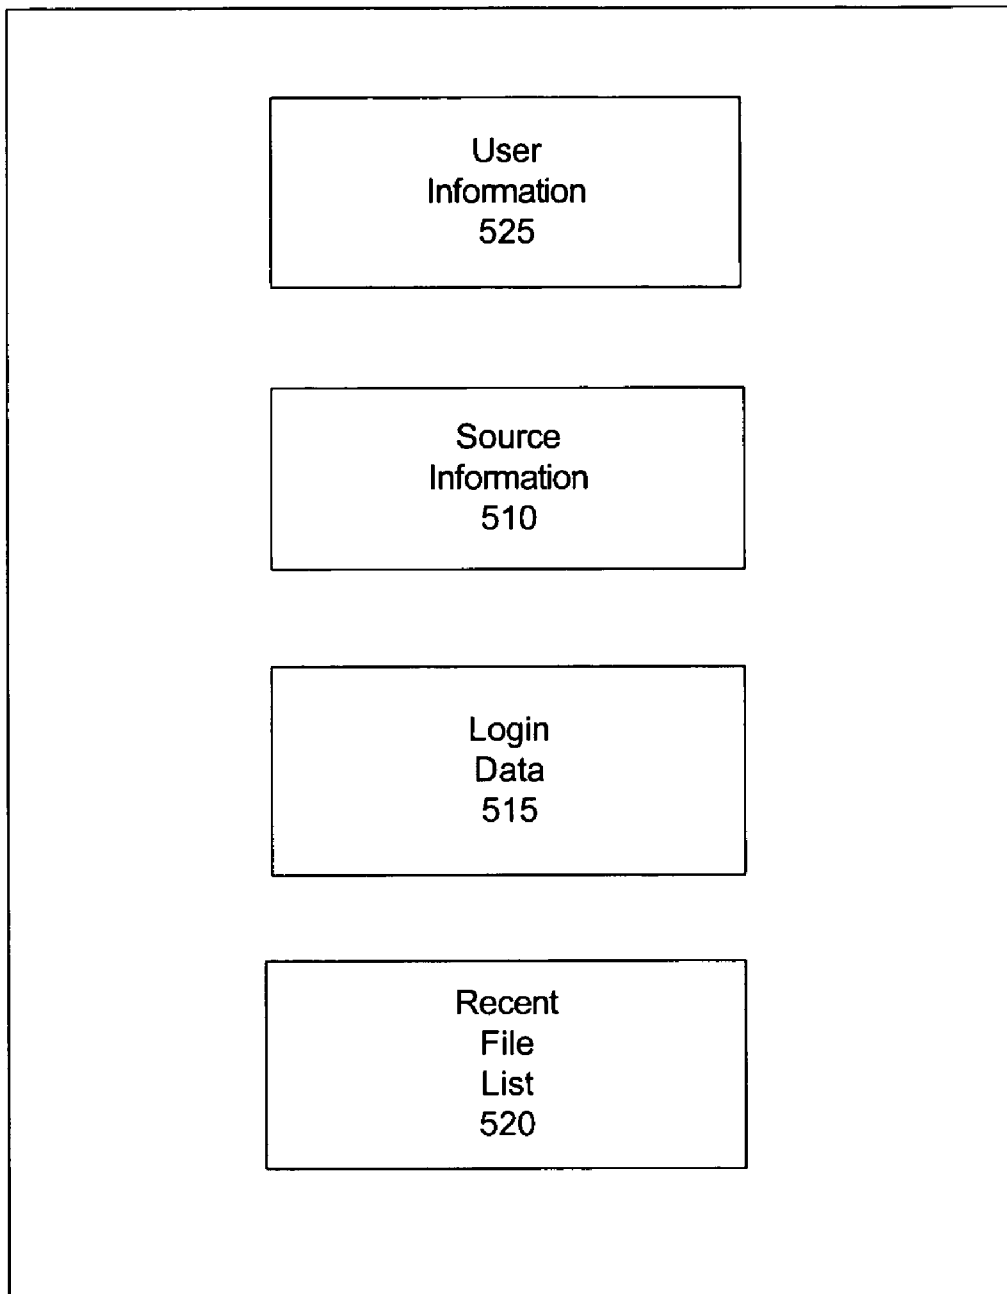 User
Information
525
Source
Information
510
Login
Data
515
Recent
File
List
520